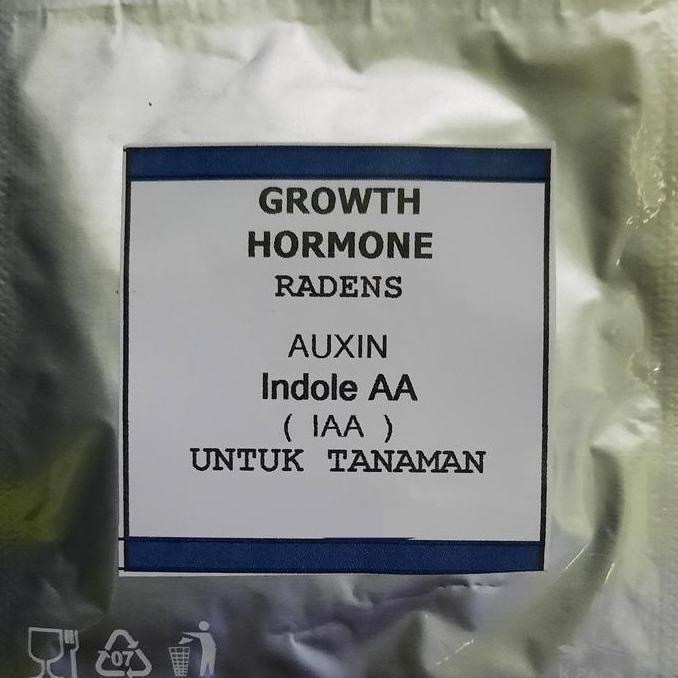 GROWTH
HORMONE
RADENS
AUXIN
Indole AA
( IAA )
UNTUK TANAMAN
07